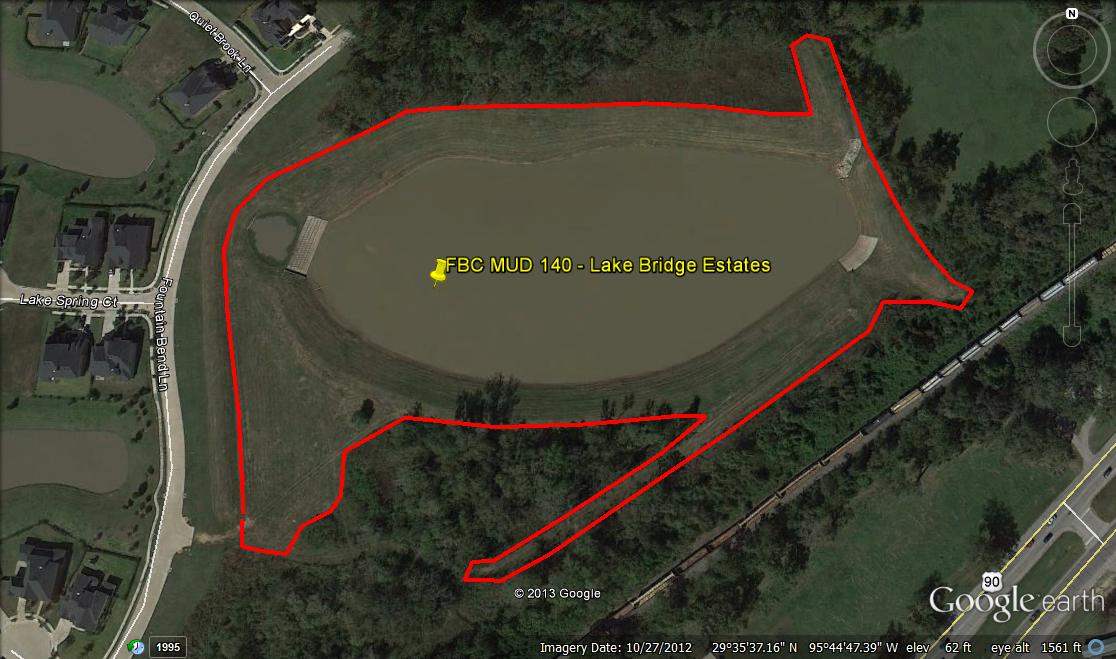 N
Quiet Brook Ln
FBC MUD 140 - Lake Bridge Estates
Lake Spring Ct
Fountain Bend Ln
© 2013 Google
90
Google earth
1995
Imagery Date: 10/27/2012 29°35'37.16" N 95°44'47.39" W elev 62 ft eye alt 1561 ft